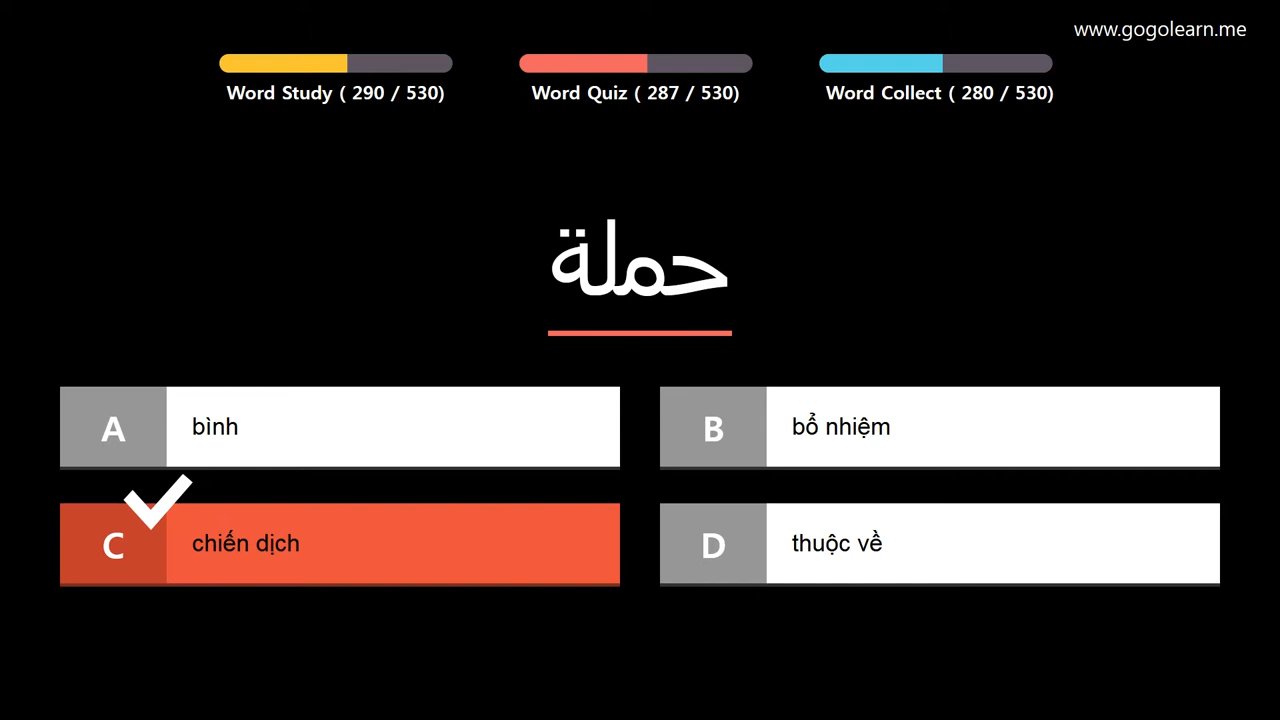 www.gogolearn.me
Word Study ( 290 / 530)
Word Quiz ( 287 / 530)
Word Collect ( 280 / 530)
حملة
A
bình
B
bổ nhiệm
C
chiến dịch
D
thuộc về